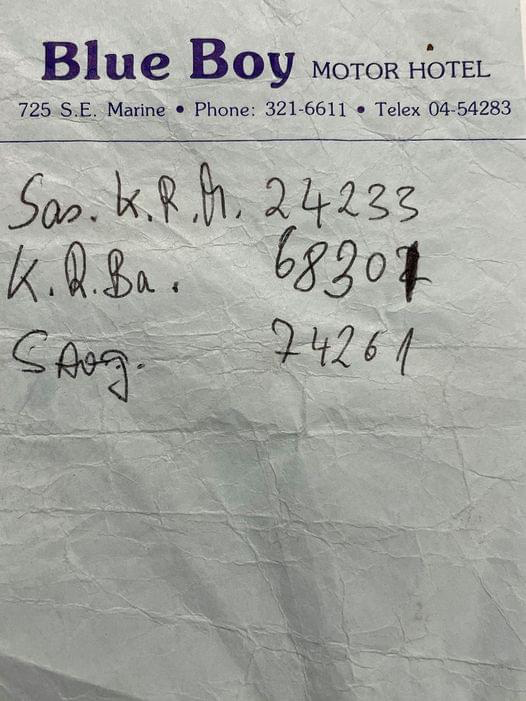 Blue Boy MOTOR HOTEL
725 S.E. Marine • Phone: 321-6611 • Telex 04-54283
Sas. K.R. 24233
K.R.Ba. 68307
74261